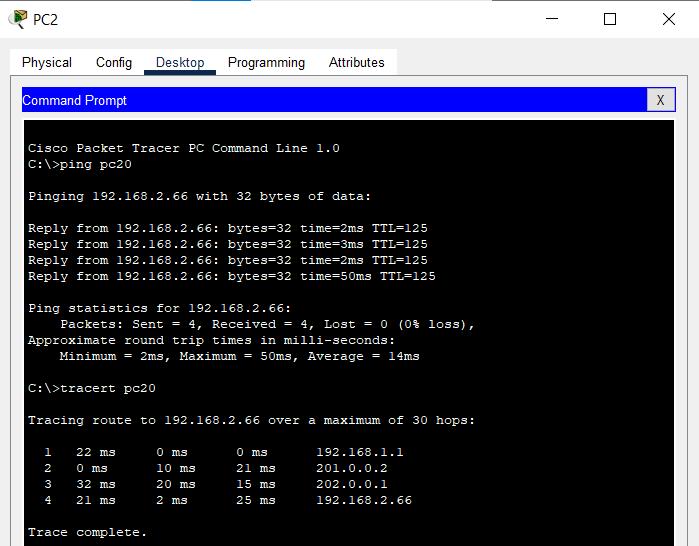 PC2
Physical Config Desktop Programming Attributes
Command Prompt X
Cisco Packet Tracer PC Command Line 1.0
C:\>ping pc20
Pinging 192.168.2.66 with 32 bytes of data:
Reply from 192.168.2.66: bytes=32 time=2ms TTL=125
Reply from 192.168.2.66: bytes=32 time=3ms TTL=125
Reply from 192.168.2.66: bytes=32 time=2ms TTL=125
Reply from 192.168.2.66: bytes=32 time=50ms TTL=125
Ping statistics for 192.168.2.66:
Packets: Sent = 4, Received = 4, Lost = 0 (0% loss),
Approximate round trip times in milli-seconds:
Minimum = 2ms, Maximum = 50ms, Average = 14ms
C:\>tracert pc20
Tracing route to 192.168.2.66 over a maximum of 30 hops:
1 22 ms 0 ms 0 ms 192.168.1.1
2 0 ms 10 ms 21 ms 201.0.0.2
3 32 ms 20 ms 15 ms 202.0.0.1
4 21 ms 2 ms 25 ms 192.168.2.66
Trace complete.